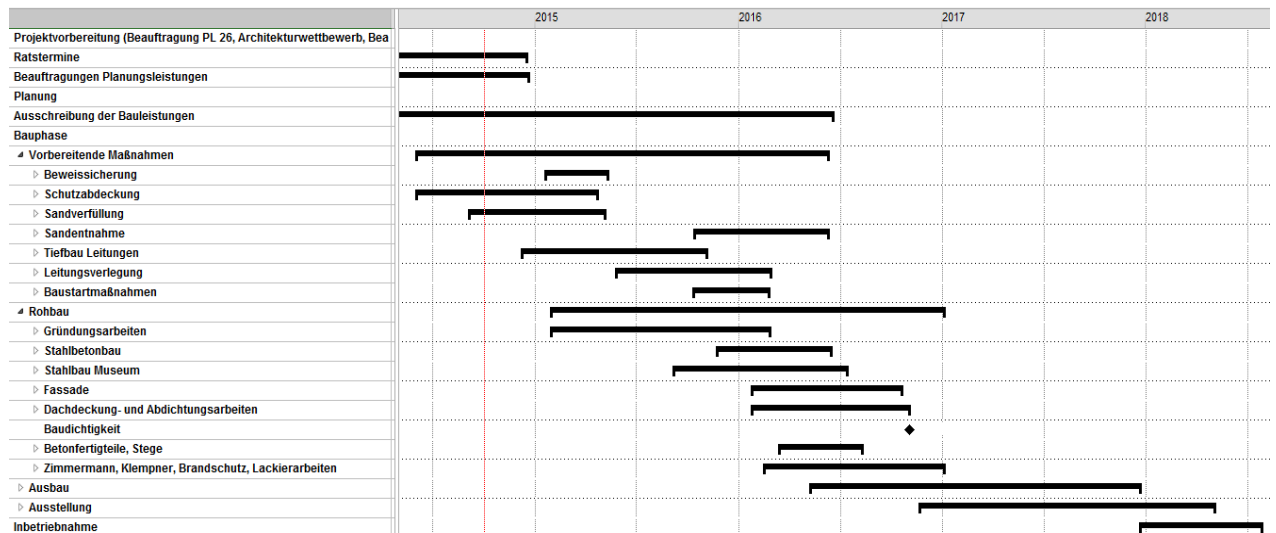 2015 2016 2017 2018
Projektvorbereitung (Beauftragung PL 26, Architekturwettbewerb, Bea
Ratstermine
Beauftragungen Planungsleistungen
Planung
Ausschreibung der Bauleistungen
Bauphase
Vorbereitende Maßnahmen
Beweissicherung
Schutzabdeckung
Sandverfüllung
Sandentnahme
Tiefbau Leitungen
Leitungsverlegung
Baustartmaßnahmen
Rohbau
Gründungsarbeiten
Stahlbetonbau
Stahlbau Museum
Fassade
Dachdeckung- und Abdichtungsarbeiten
Baudichtigkeit
Betonfertigteile, Stege
Zimmermann, Klempner, Brandschutz, Lackierarbeiten
Ausbau
Ausstellung
Inbetriebnahme